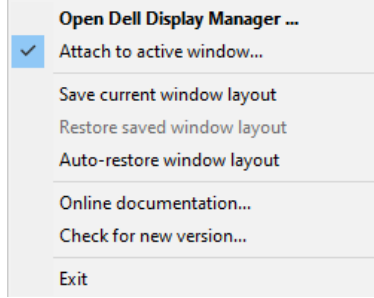 Open Dell Display Manager ...
Attach to active window...
Save current window layout
Restore saved window layout
Auto-restore window layout
Online documentation...
Check for new version...
Exit